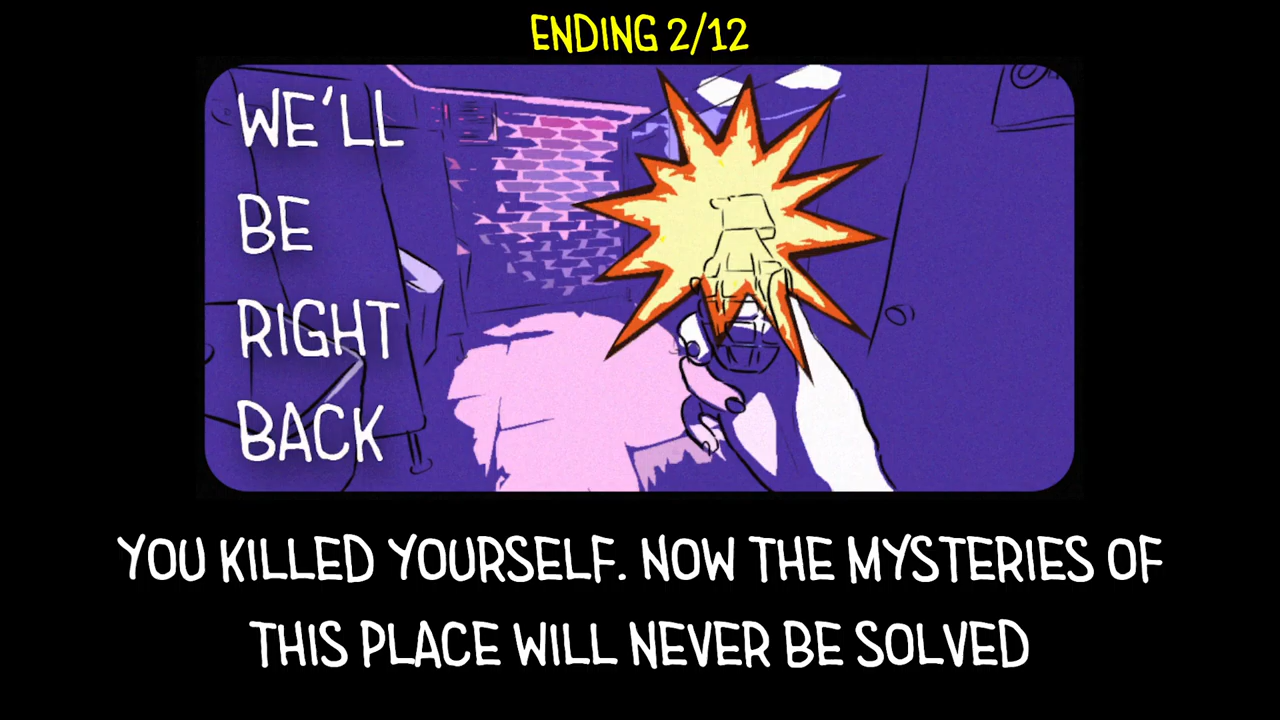 ENDING 2/12
WE'LL
BE
RIGHT
BACK
YOU KILLED YOURSELF. NOW THE MYSTERIES OF
THIS PLACE WILL NEVER BE SOLVED